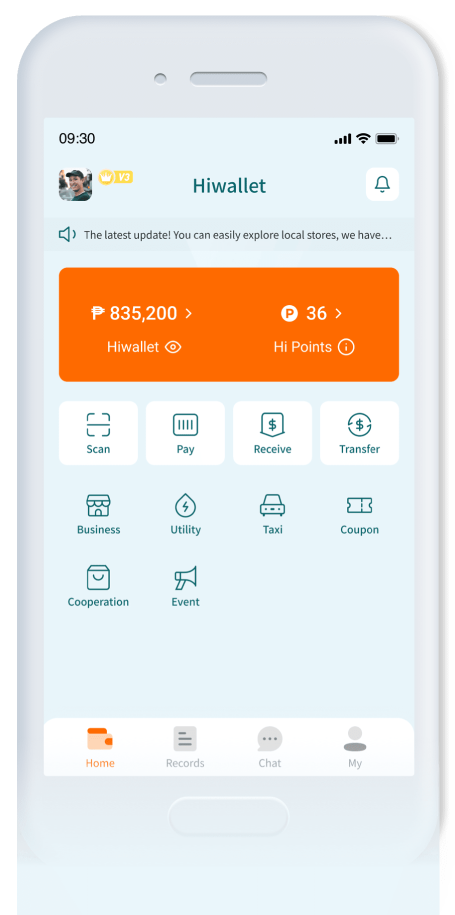 09:30
V3
Hiwallet
The latest update! You can easily explore local stores, we have...
₱ 835,200 >
P 36 >
Hiwallet
Hi Points
Scan
Pay
Receive
Transfer
Business
Utility
Taxi
Coupon
Cooperation
Event
Home
Records
Chat
My